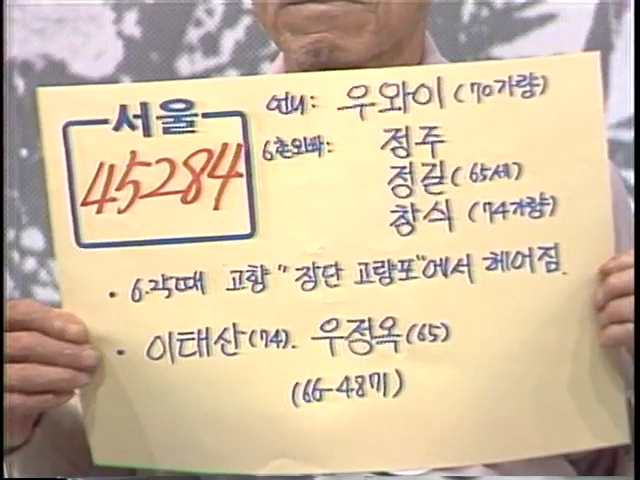 서울
45284
언니: 우와이 (70가량)
6촌오빠: 정주
정길 (65세)
창식 (74가량)
· 6.25때 고향 "장단 고랑포"에서 헤어짐.
· 이태산(74). 우정옥(65)
(66-4871)